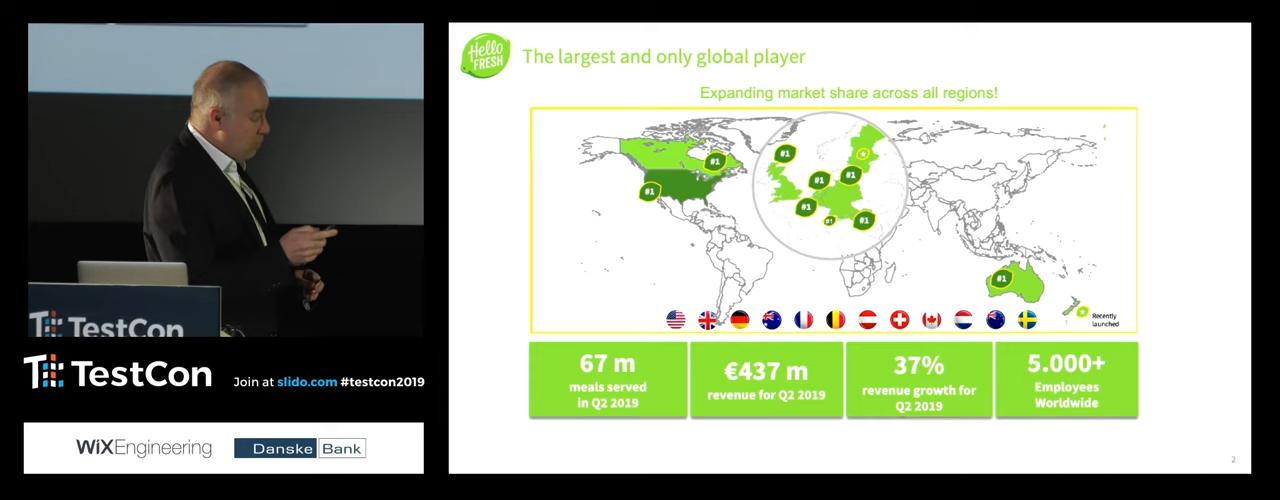 TestCon
TestCon
Join at slido.com #testcon2019
WiXEngineering
Danske Bank
Hello
FRESH
The largest and only global player
Expanding market share across all regions!
#1
#1
#1
#1
#1
#1
#1
#1
#1
Recently
launched
67 m
meals served
in Q2 2019
€437 m
revenue for Q2 2019
37%
revenue growth for
Q2 2019
5.000+
Employees
Worldwide
2